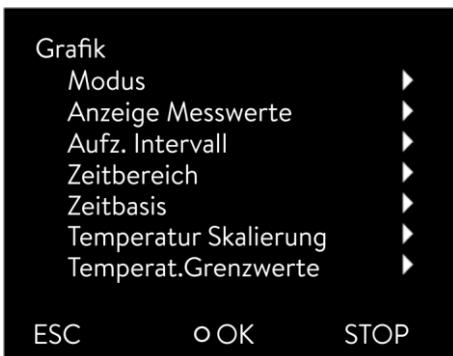 Grafik
Modus
Anzeige Messwerte
Aufz. Intervall
Zeitbereich
Zeitbasis
Temperatur Skalierung
Temperat.Grenzwerte
ESC OK STOP